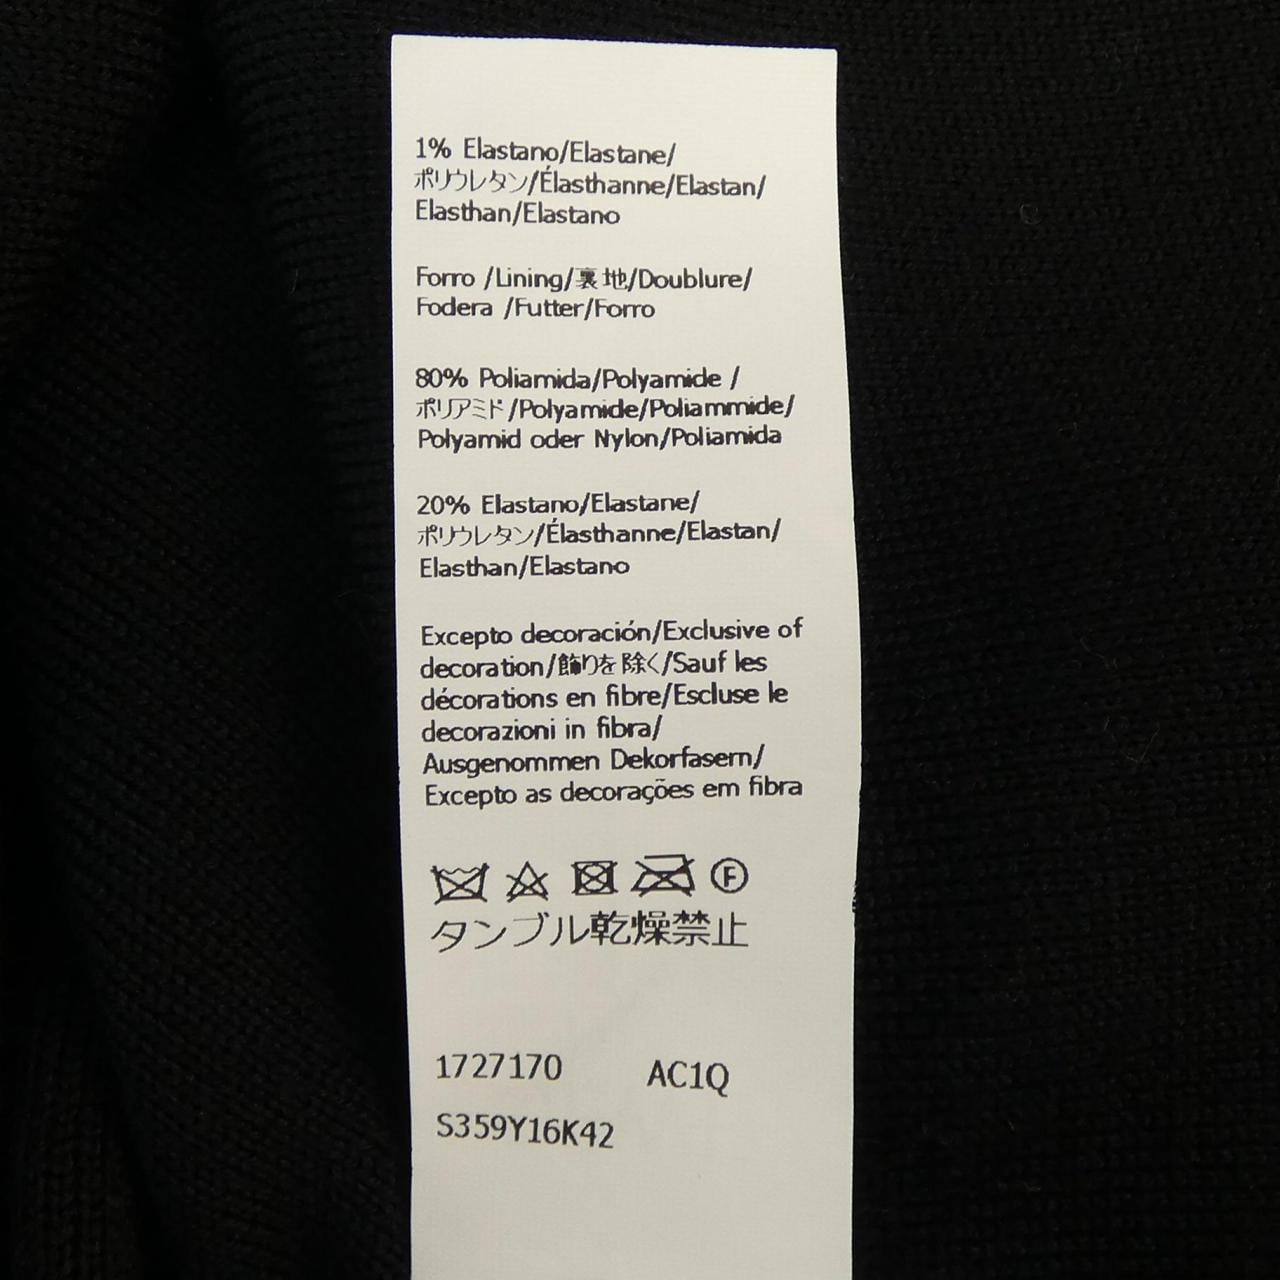 1% Elastano/Elastane/
ポリウレタン/Élasthanne/Elastan/
Elasthan/Elastano
Forro /Lining/裏地/Doublure/
Fodera /Futter/Forro
80% Poliamida/Polyamide /
ポリアミド/Polyamide/Poliammide/
Polyamid oder Nylon/Poliamida
20% Elastano/Elastane/
ポリウレタン/Élasthanne/Elastan/
Elasthan/Elastano
Excepto decoración/Exclusive of
decoration/飾りを除く/Sauf les
décorations en fibre/Escluse le
decorazioni in fibra/
Ausgenommen Dekorfasern/
Excepto as decorações em fibra
F
タンブル乾燥禁止
1727170 AC1Q
S359Y16K42